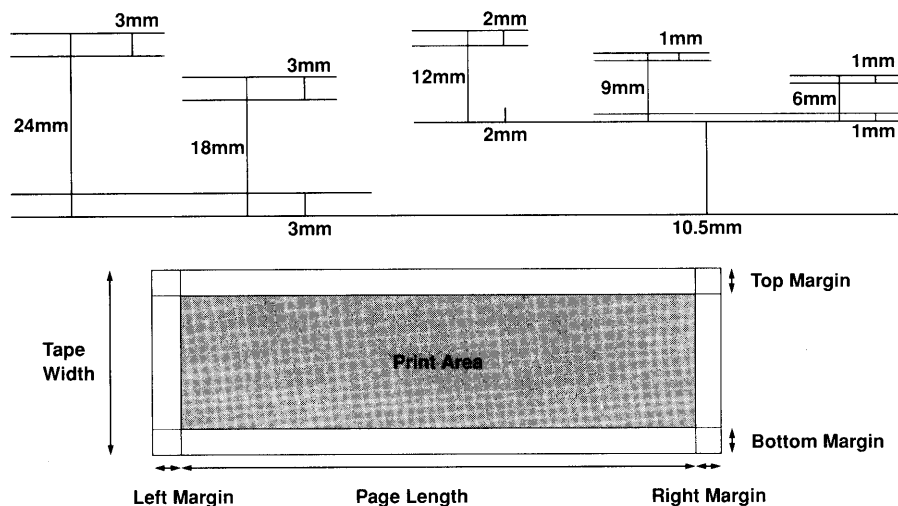 3mm
2mm
1mm
3mm
1mm
12mm
9mm
6mm
24mm
2mm
1mm
18mm
3mm
10.5mm
Top Margin
Tape
Width
Print Area
Bottom Margin
Left Margin
Page Length
Right Margin